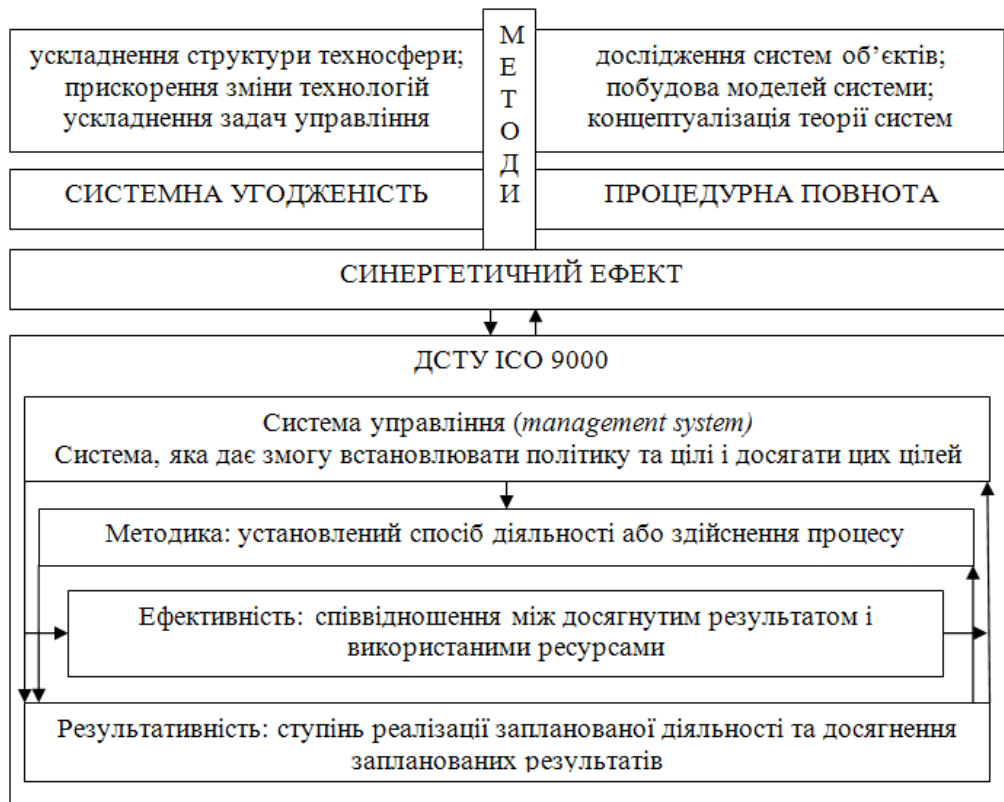 МЕТОДИ
ускладнення структури техносфери;
прискорення зміни технологій
ускладнення задач управління
дослідження систем об’єктів;
побудова моделей системи;
концептуалізація теорії систем
СИСТЕМНА УГОДЖЕНІСТЬ
ПРОЦЕДУРНА ПОВНОТА
СИНЕРГЕТИЧНИЙ ЕФЕКТ
ДСТУ ІСО 9000
Система управління (management system)
Система, яка дає змогу встановлювати політику та цілі і досягати цих цілей
Методика: установлений спосіб діяльності або здійснення процесу
Ефективність: співвідношення між досягнутим результатом і
використаними ресурсами
Результативність: ступінь реалізації запланованої діяльності та досягнення
запланованих результатів